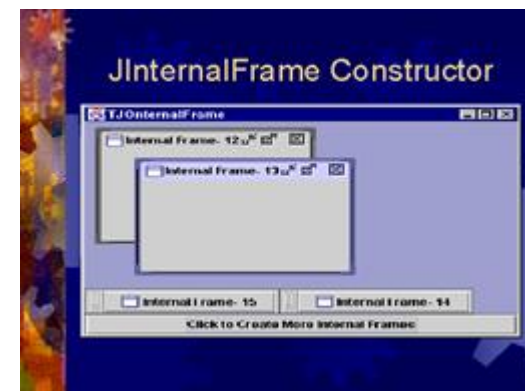 JInternalFrame Constructor
TJOnternalFrame
Internal Frame- 12
Internal Frame- 13
Internal Frame- 15
Internal Frame- 14
Click to Create More Internal Frames